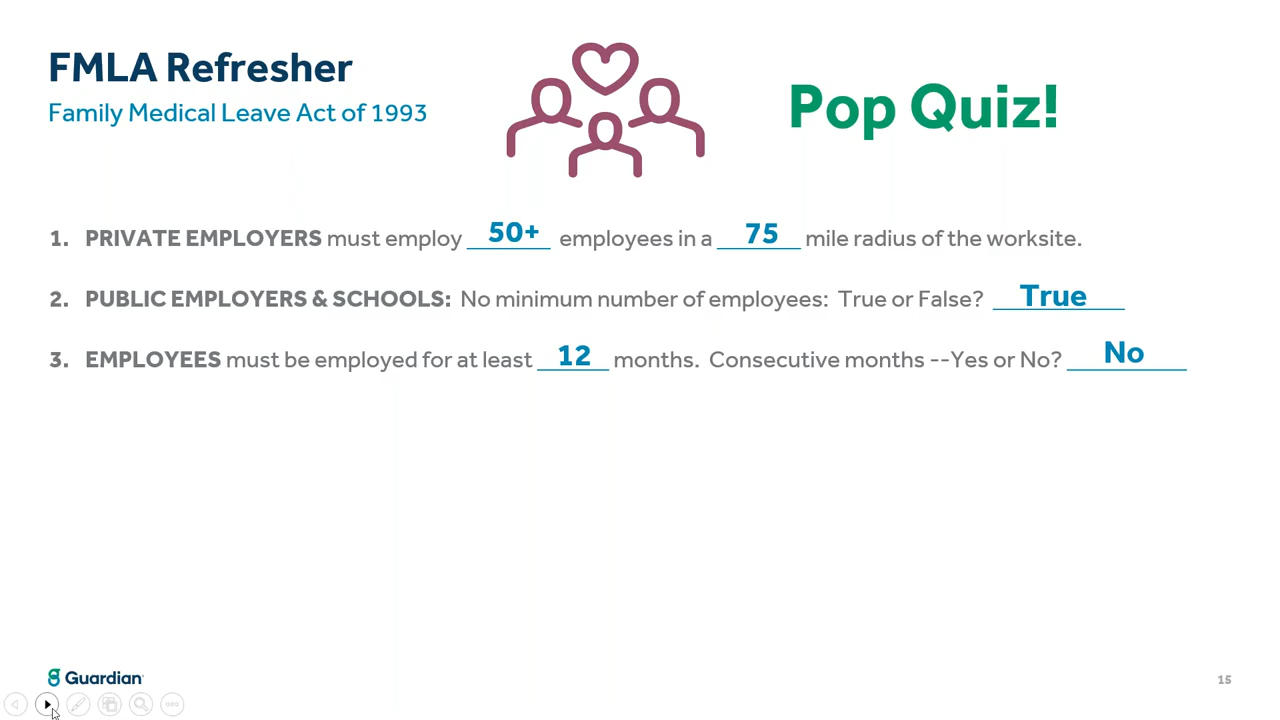 FMLA Refresher
Family Medical Leave Act of 1993
Pop Quiz!
1. PRIVATE EMPLOYERS must employ 50+ employees in a 75 mile radius of the worksite.
2. PUBLIC EMPLOYERS & SCHOOLS: No minimum number of employees: True or False? True
3. EMPLOYEES must be employed for at least 12 months. Consecutive months --Yes or No? No
Guardian
15